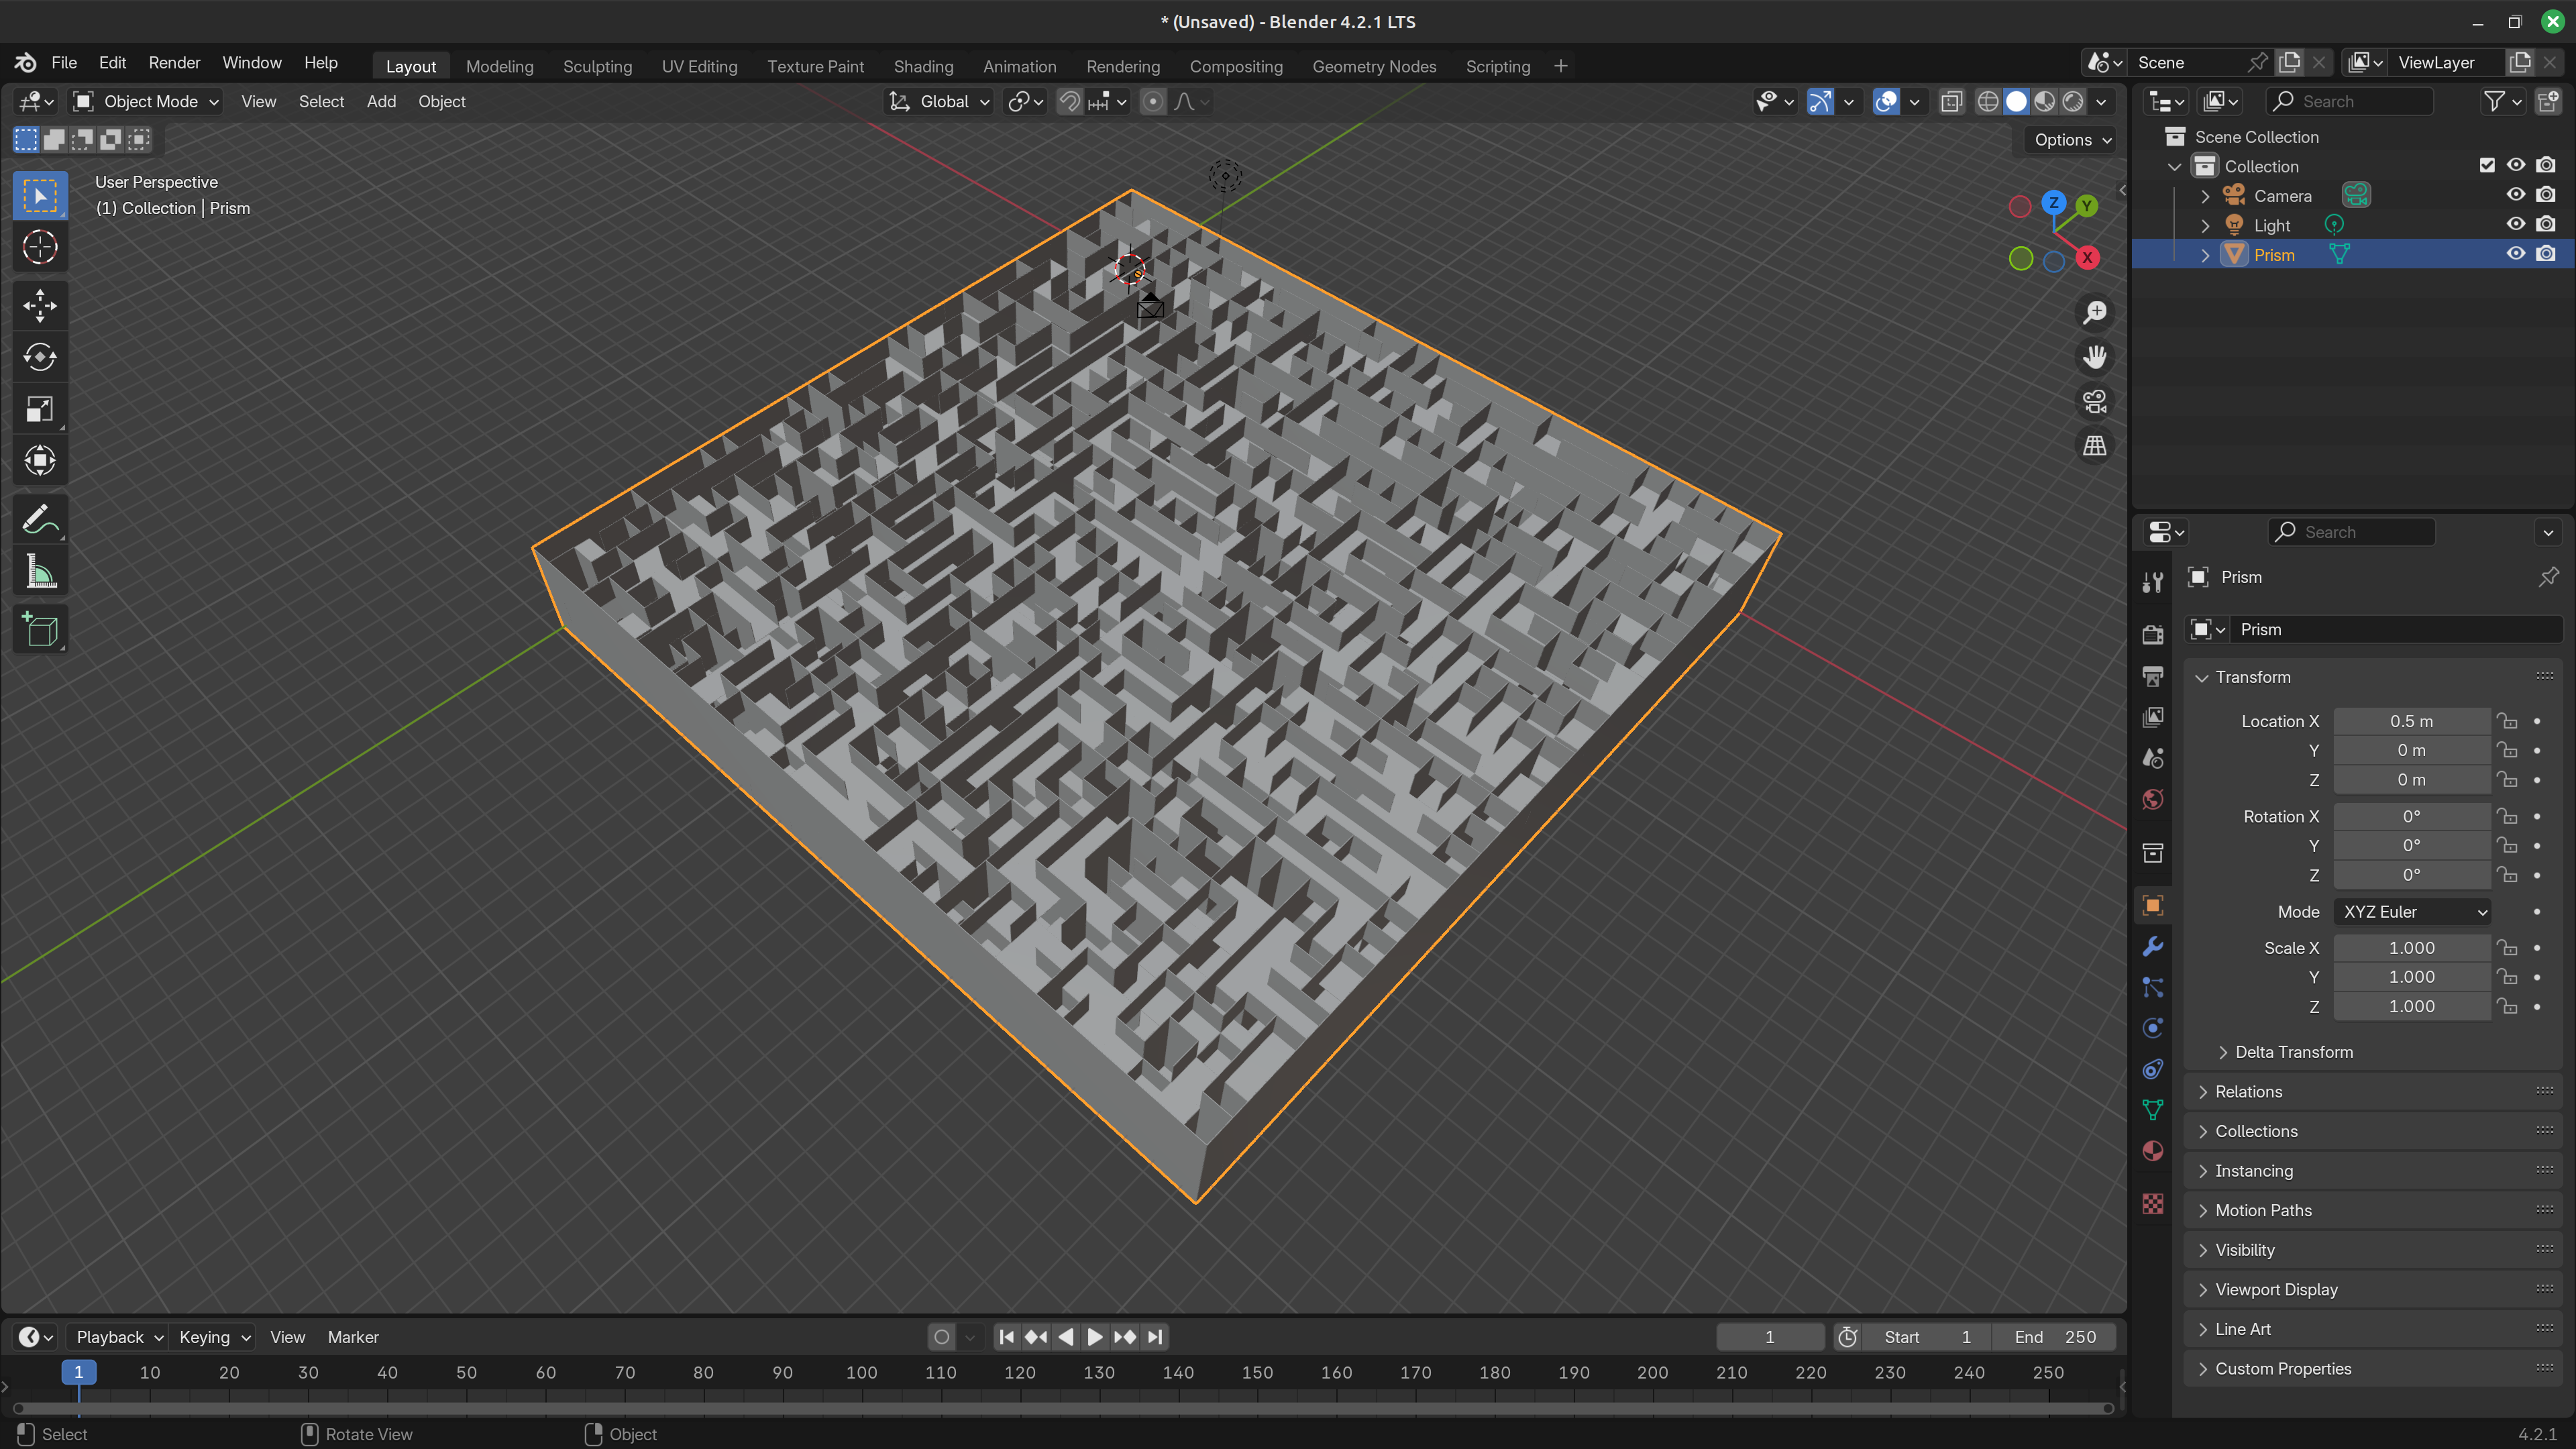 * (Unsaved) - Blender 4.2.1 LTS
File Edit Render Window Help
Layout Modeling Sculpting UV Editing Texture Paint Shading Animation Rendering Compositing Geometry Nodes Scripting +
Scene
ViewLayer
Object Mode View Select Add Object
Global
Options
User Perspective
(1) Collection | Prism
Z
Y
X
Search
Scene Collection
Collection
Camera
Light
Prism
Search
Prism
Prism
Transform
Location X 0.5 m
Y 0 m
Z 0 m
Rotation X 0°
Y 0°
Z 0°
Mode XYZ Euler
Scale X 1.000
Y 1.000
Z 1.000
Delta Transform
Relations
Collections
Instancing
Motion Paths
Visibility
Viewport Display
Line Art
Custom Properties
Playback Keying View Marker
1 Start 1 End 250
1 10 20 30 40 50 60 70 80 90 100 110 120 130 140 150 160 170 180 190 200 210 220 230 240 250
Select Rotate View Object
4.2.1